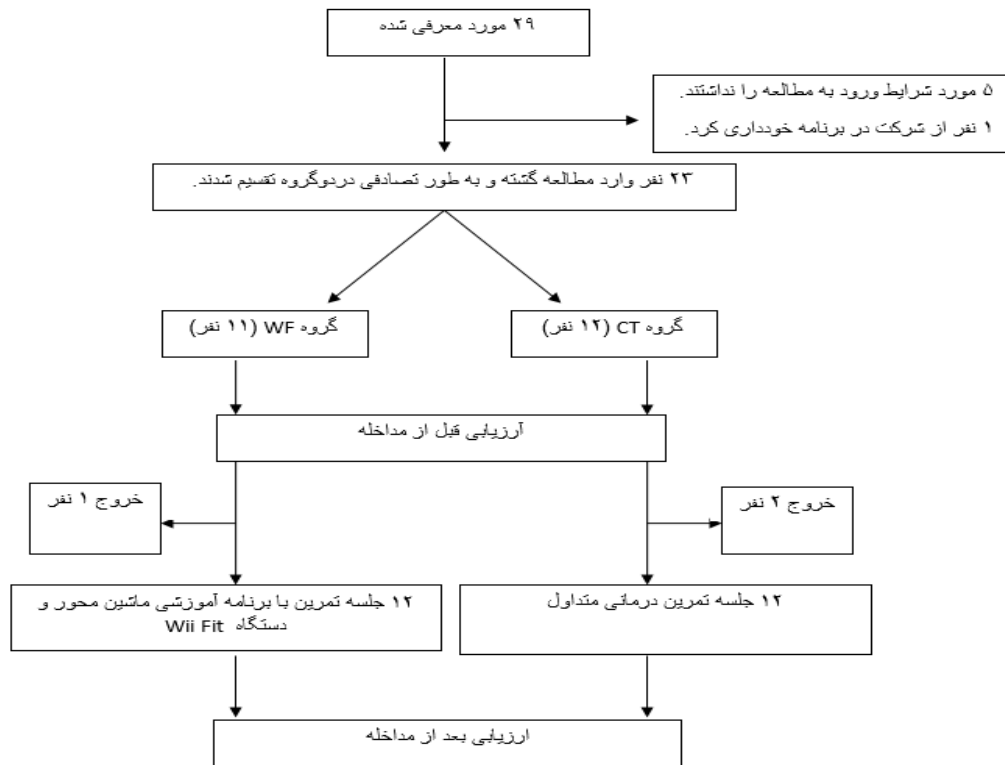 ۲۹ مورد معرفی شده
۵ مورد شرایط ورود به مطالعه را نداشتند.
۱ نفر از شرکت در برنامه خودداری کرد.
۲۳ نفر وارد مطالعه گشته و به طور تصادفی دردوگروه تقسیم شدند.
گروه CT (۱۲ نفر)
گروه WF (۱۱ نفر)
آرزیابی قبل از مداخله
خروج ۲ نفر
خروج ۱ نفر
۱۲ جلسه تمرین درمانی متداول
۱۲ جلسه تمرین با برنامه آموزشی ماشین محور و
دستگاه Wii Fit
ارزیابی بعد از مداخله